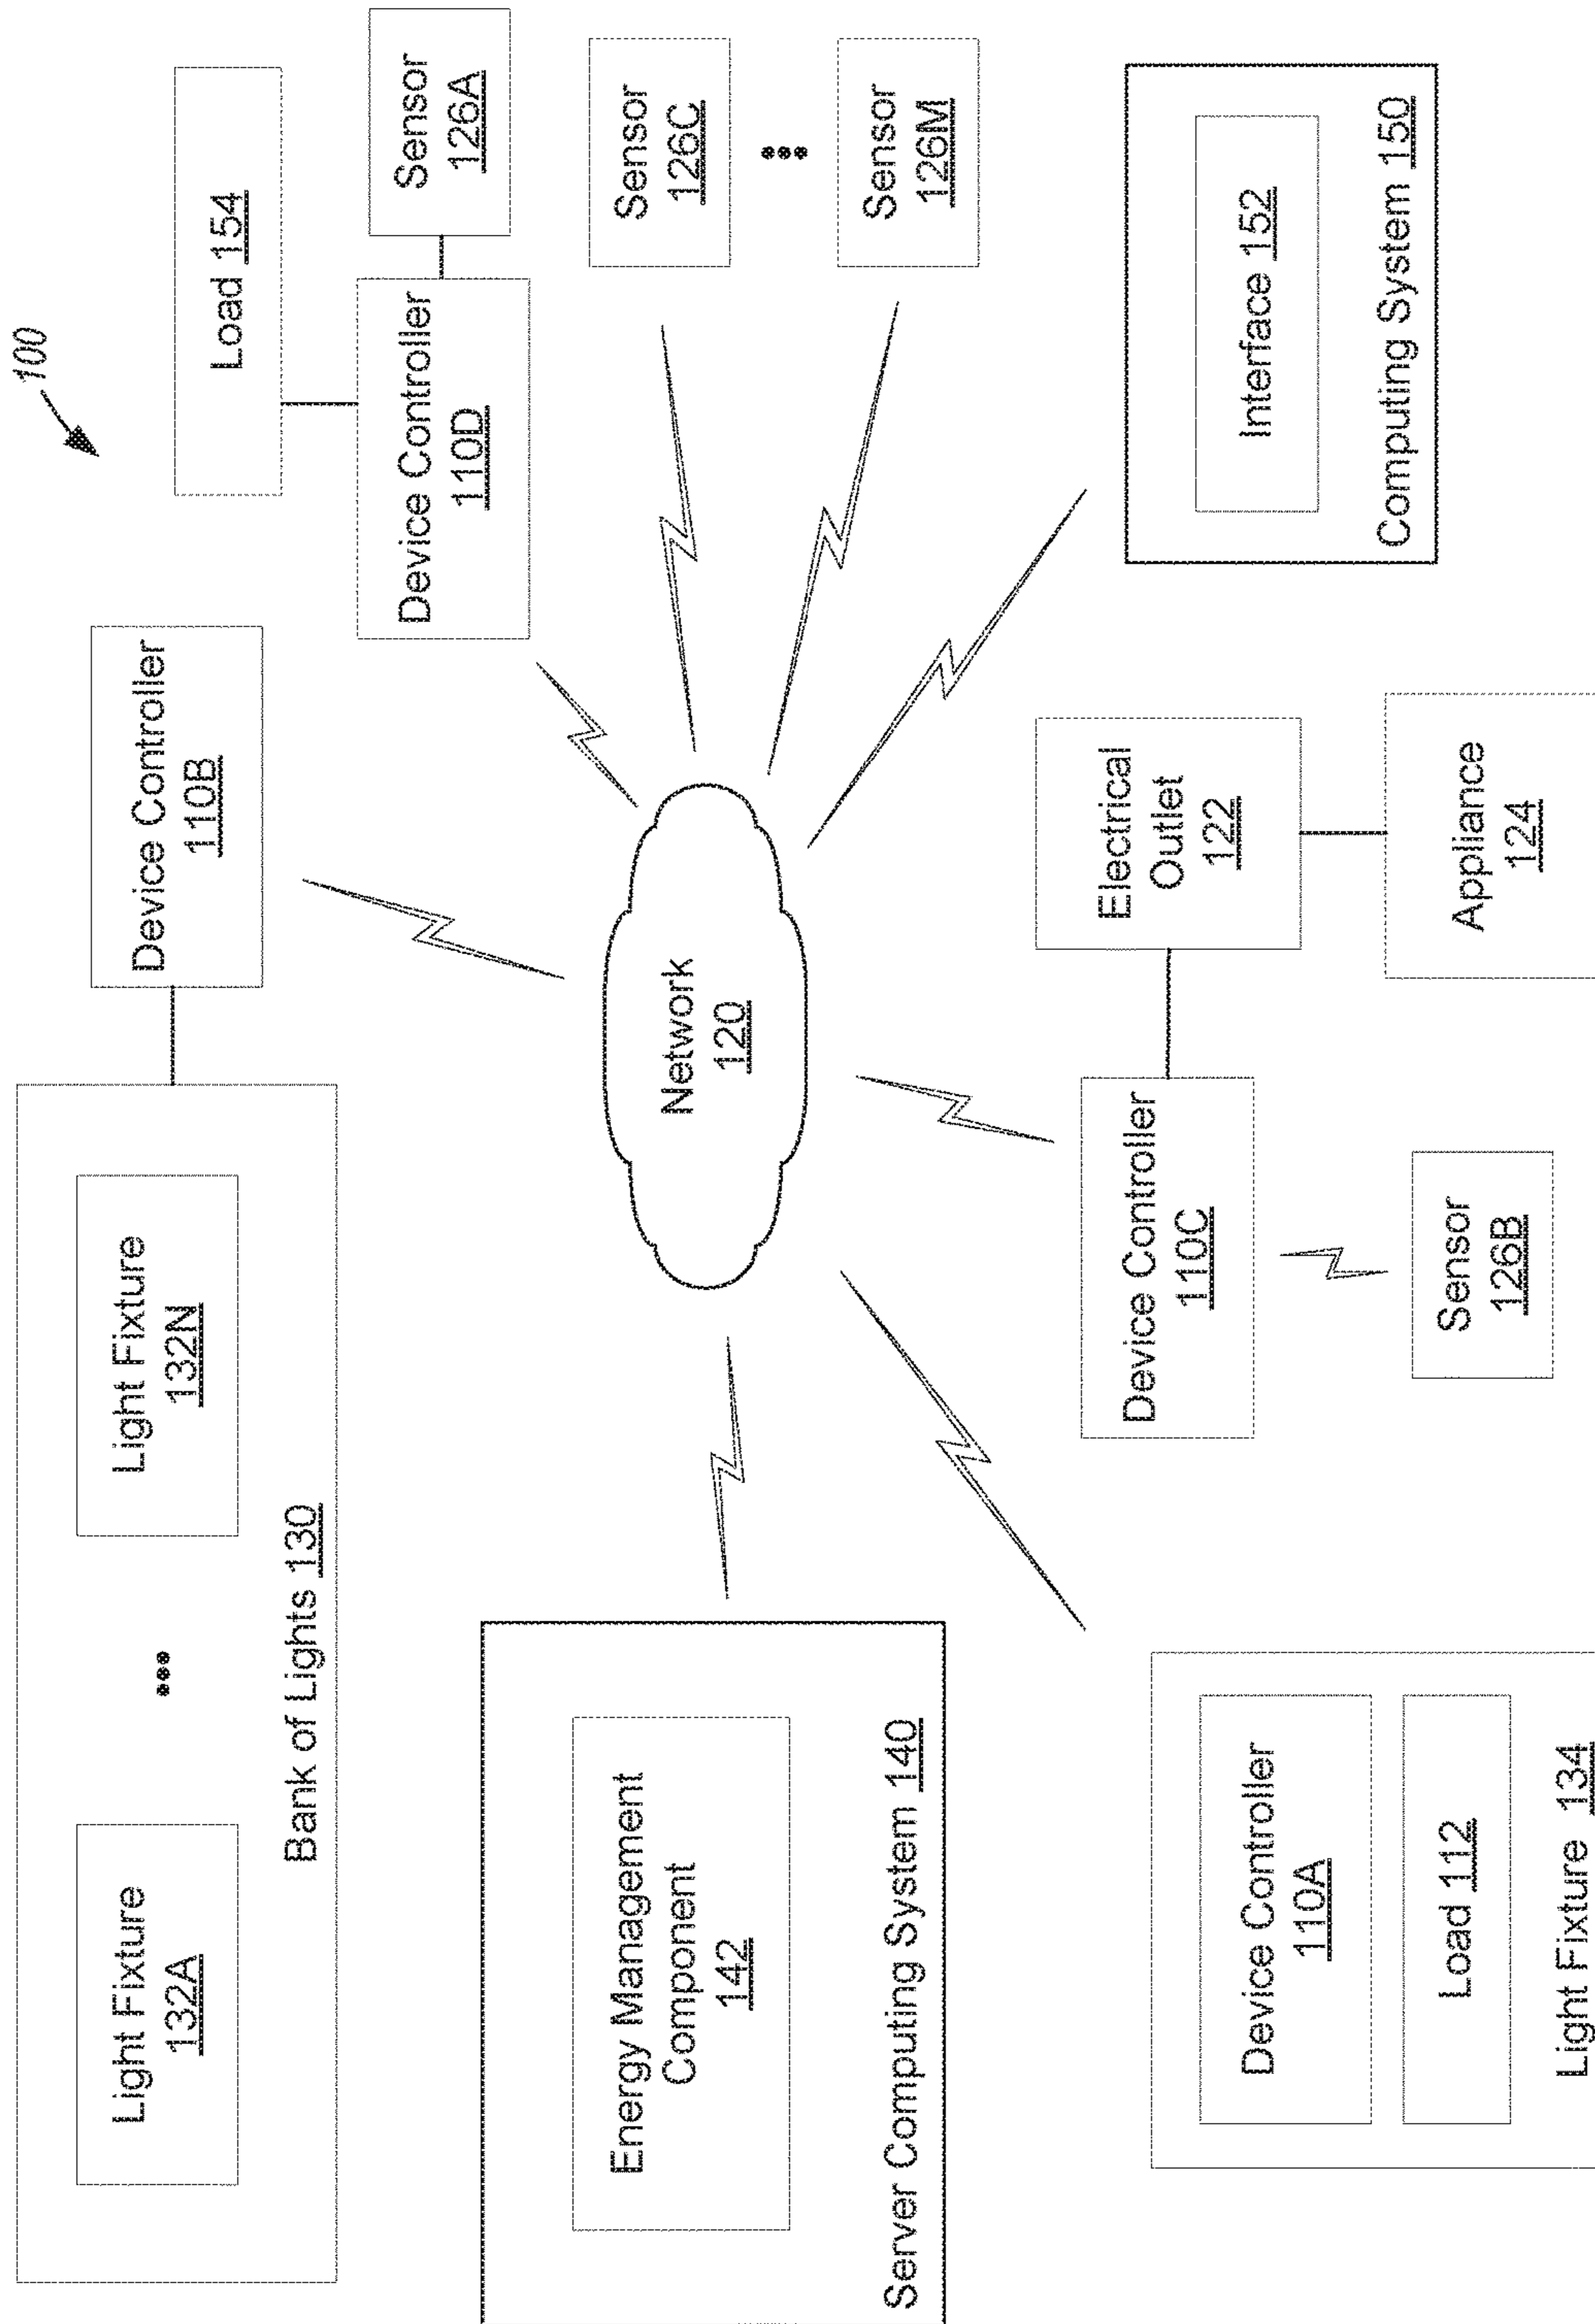 100
Light Fixture
132A
•••
Light Fixture
132N
Bank of Lights 130
Device Controller
110B
Load 154
Device Controller
110D
Sensor
126A
Sensor
126C
•••
Sensor
126M
Network
120
Energy Management
Component
142
Server Computing System 140
Device Controller
110A
Load 112
Light Fixture 134
Device Controller
110C
Sensor
126B
Electrical
Outlet
122
Appliance
124
Interface 152
Computing System 150